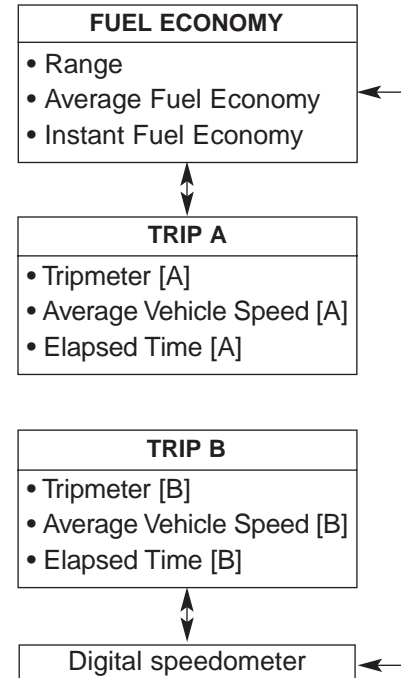 FUEL ECONOMY
• Range
• Average Fuel Economy
• Instant Fuel Economy
TRIP A
• Tripmeter [A]
• Average Vehicle Speed [A]
• Elapsed Time [A]
TRIP B
• Tripmeter [B]
• Average Vehicle Speed [B]
• Elapsed Time [B]
Digital speedometer